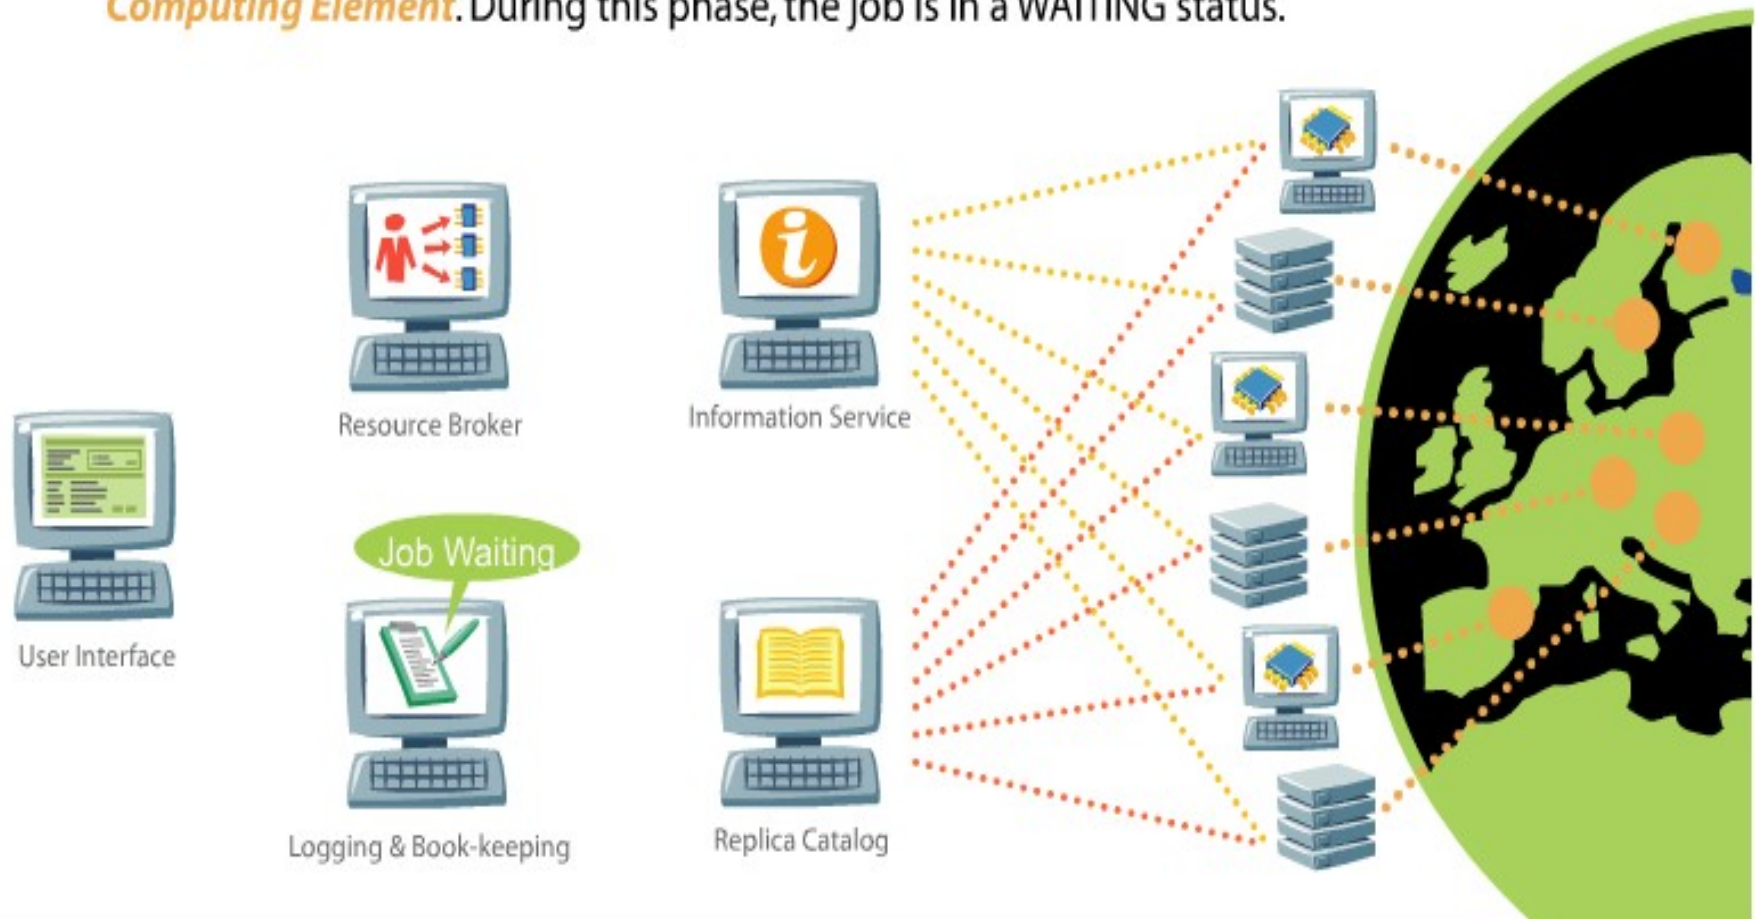 Computing Element. During this phase, the job is in a WAITING status.
Resource Broker
Information Service
Job Waiting
User Interface
Logging & Book-keeping
Replica Catalog